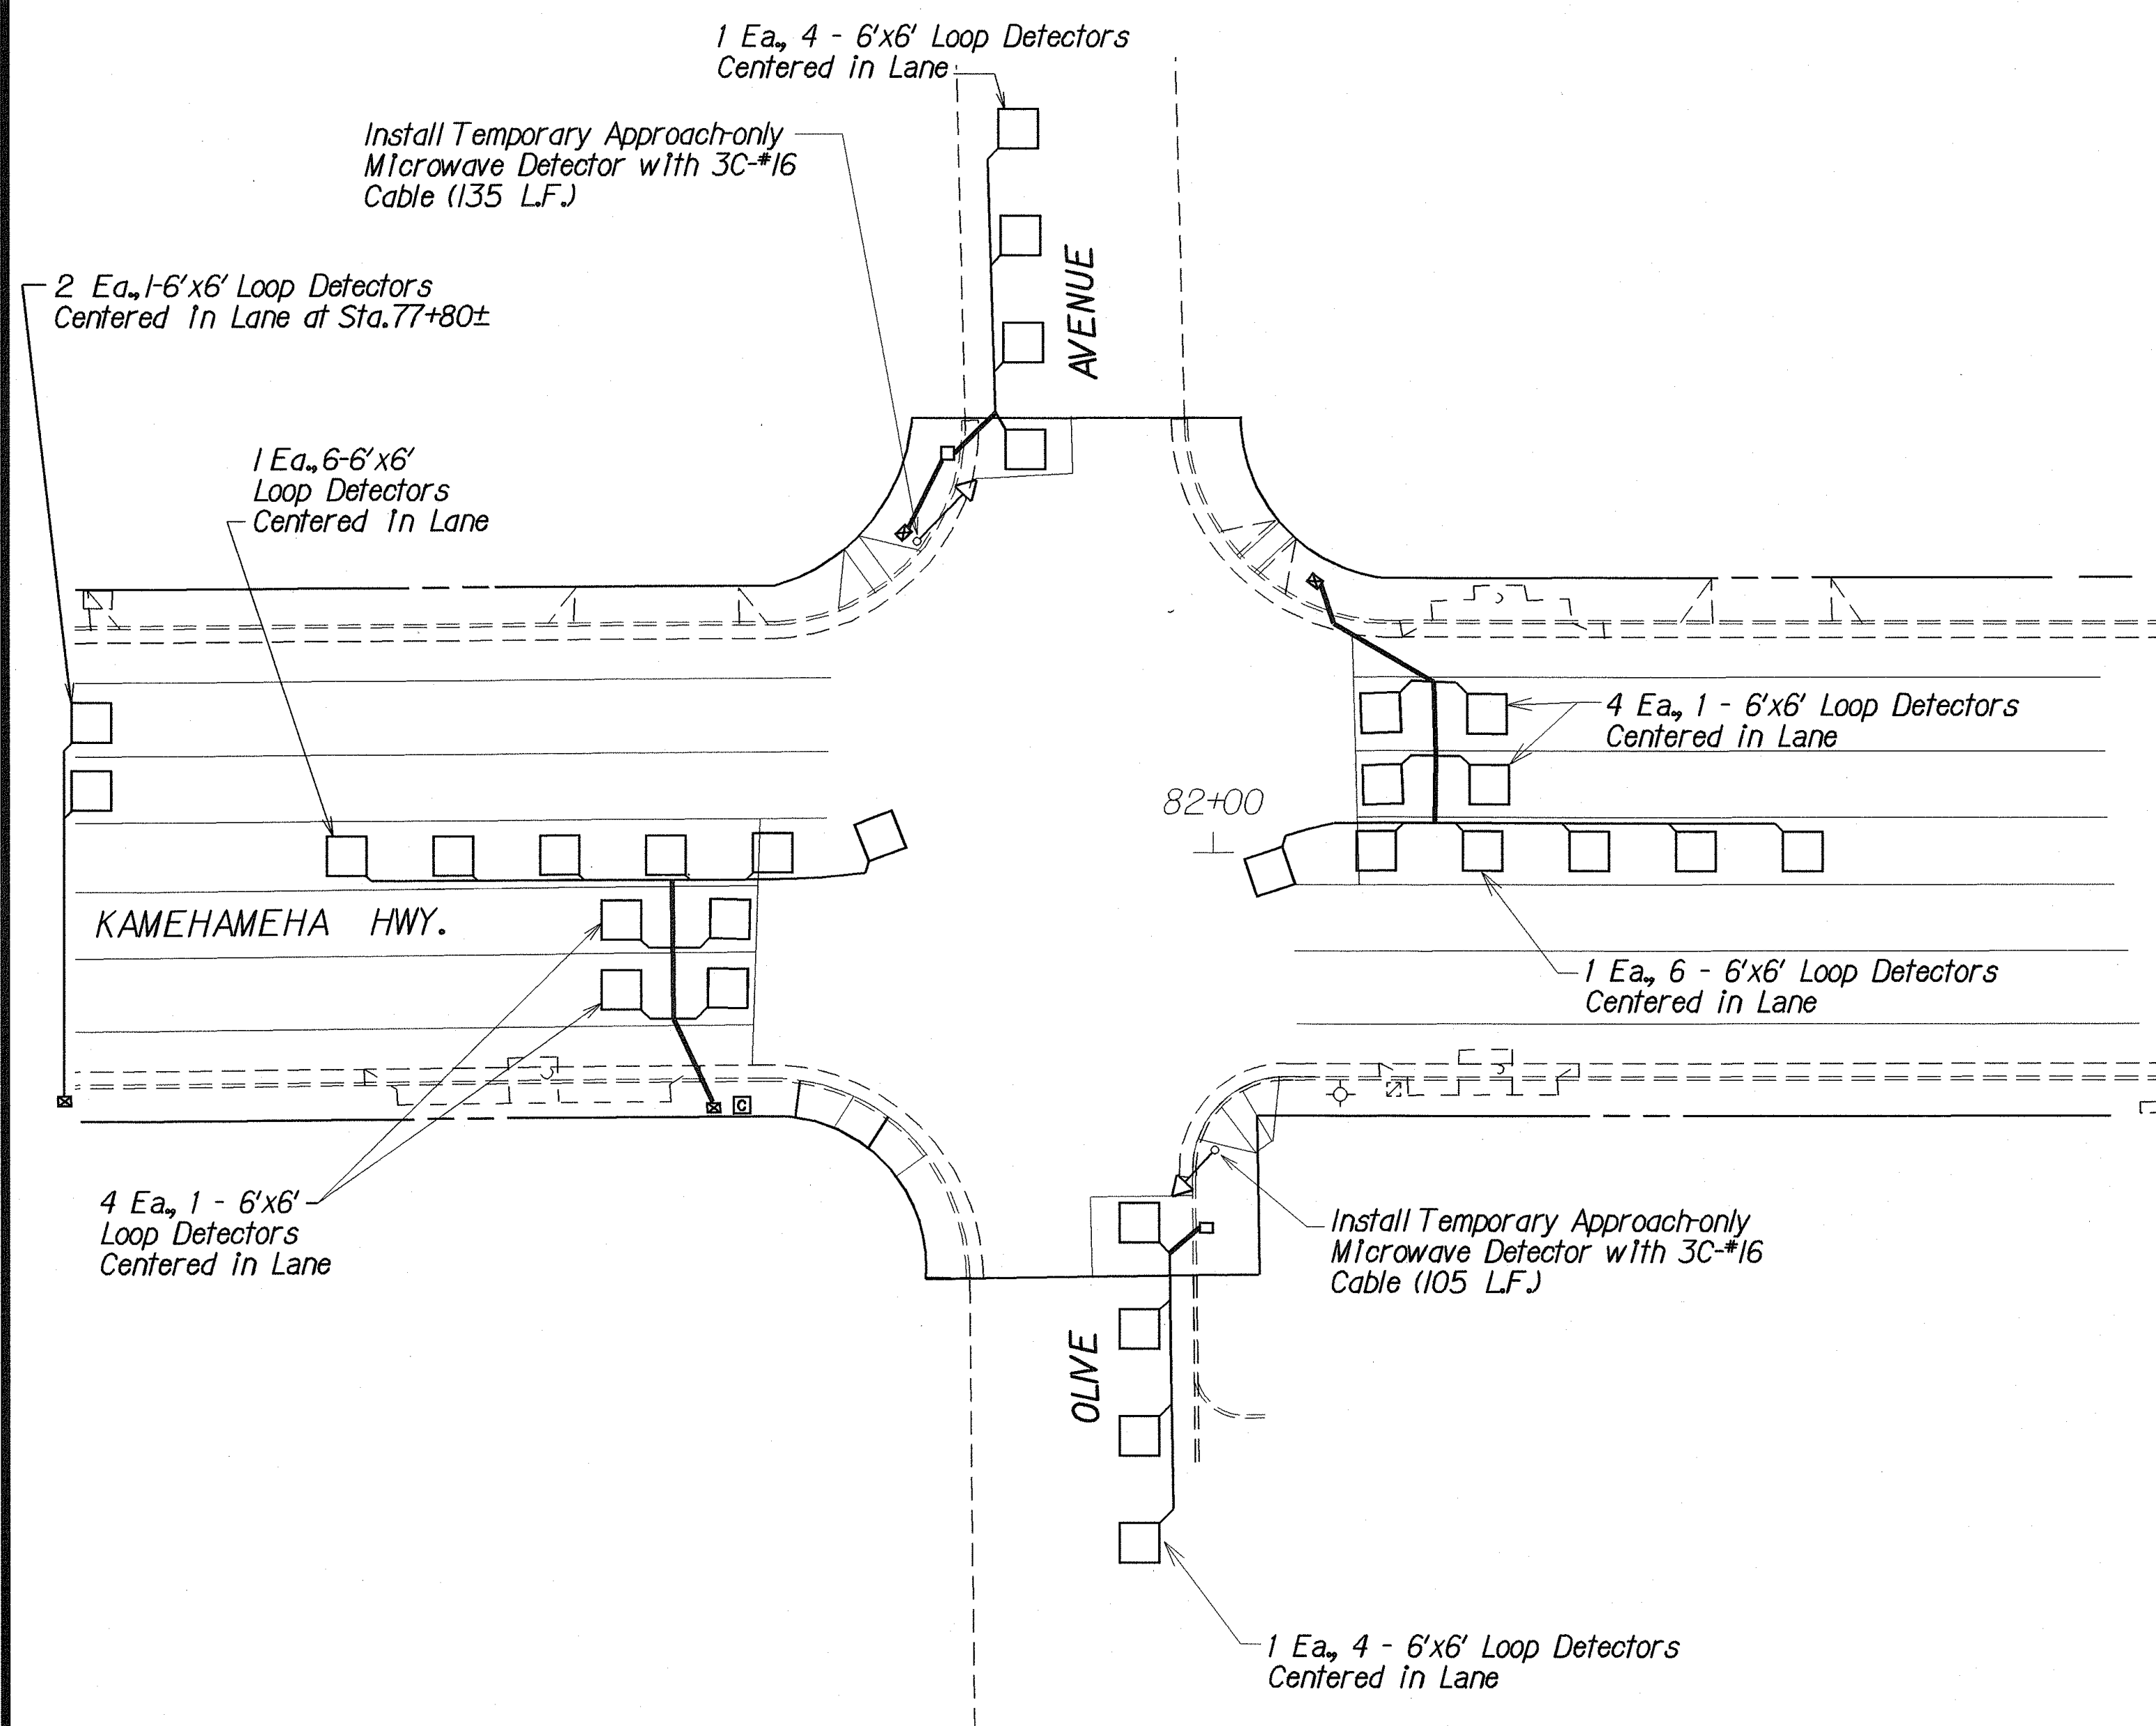 1 Ea., 4 - 6'x6' Loop Detectors
Centered in Lane
Install Temporary Approach-only
Microwave Detector with 3C-#16
Cable (135 L.F.)
AVENUE
2 Ea., 1-6'x6' Loop Detectors
Centered in Lane at Sta. 77+80±
1 Ea., 6-6'x6'
Loop Detectors
Centered in Lane
4 Ea., 1 - 6'x6' Loop Detectors
Centered in Lane
82+00
KAMEHAMEHA HWY.
1 Ea., 6 - 6'x6' Loop Detectors
Centered in Lane
C
4 Ea., 1 - 6'x6'
Loop Detectors
Centered in Lane
Install Temporary Approach-only
Microwave Detector with 3C-#16
Cable (105 L.F.)
OLIVE
1 Ea., 4 - 6'x6' Loop Detectors
Centered in Lane